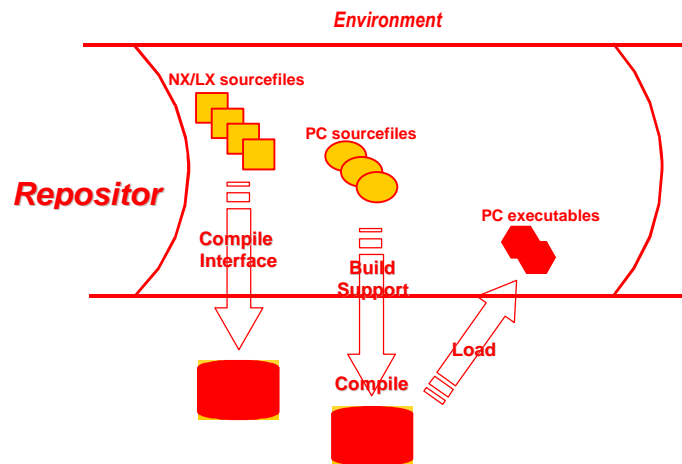 Environment
NX/LX sourcefiles
PC sourcefiles
Repositor
PC executables
Compile
Interface
Build
Support
Load
Compile